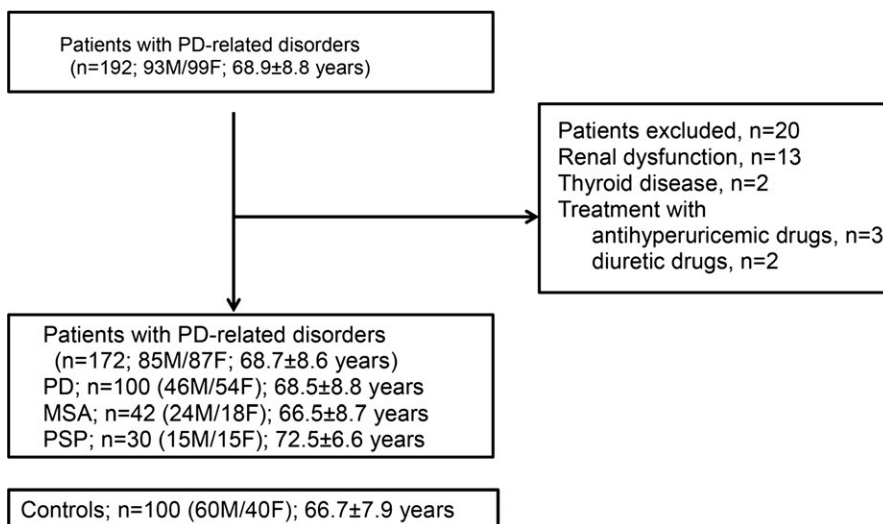 Patients with PD-related disorders
(n=192; 93M/99F; 68.9±8.8 years)
Patients excluded, n=20
Renal dysfunction, n=13
Thyroid disease, n=2
Treatment with
antihyperuricemic drugs, n=3
diuretic drugs, n=2
Patients with PD-related disorders
(n=172; 85M/87F; 68.7±8.6 years)
PD; n=100 (46M/54F); 68.5±8.8 years
MSA; n=42 (24M/18F); 66.5±8.7 years
PSP; n=30 (15M/15F); 72.5±6.6 years
Controls; n=100 (60M/40F); 66.7±7.9 years